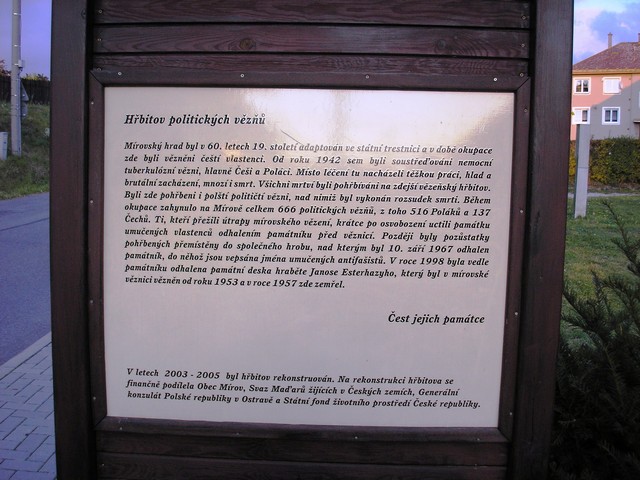 Hřbitov politických vězňů
Mírovský hrad byl v 60. letech 19. století adaptován ve státní trestnici a v době okupace
zde byli vězněni čeští vlastenci. Od roku 1942 sem byli soustřeďováni nemocní
tuberkulózní vězni, hlavně Češi a Poláci. Místo léčení tu nacházeli těžkou práci, hlad a
brutální zacházení, mnozí i smrt. Všichni mrtví byli pohřbíváni na zdejší vězeňský hřbitov.
Byli zde pohřbeni i polští političtí vězni, nad nimiž byl vykonán rozsudek smrti. Během
okupace zahynulo na Mírově celkem 666 politických vězňů, z toho 516 Poláků a 137
Čechů. Ti, kteří přežili útrapy mírovského vězení, krátce po osvobození uctili památku
umučených vlastenců odhalením památníku před věznicí. Později byly pozůstatky
pohřbených přemístěny do společného hrobu, nad kterým byl 10. září 1967 odhalen
památník, do něhož jsou vepsána jména umučených antifašistů. V roce 1998 byla vedle
památníku odhalena pamětní deska hraběte Janose Esterhazyho, který byl v mírovské
věznici vězněn od roku 1953 a v roce 1957 zde zemřel.
Čest jejich památce
V letech 2003 - 2005 byl hřbitov rekonstruován. Na rekonstrukci hřbitova se
finančně podílela Obec Mírov, Svaz Maďarů žijících v Českých zemích, Generální
konzulát Polské republiky v Ostravě a Státní fond životního prostředí České republiky.